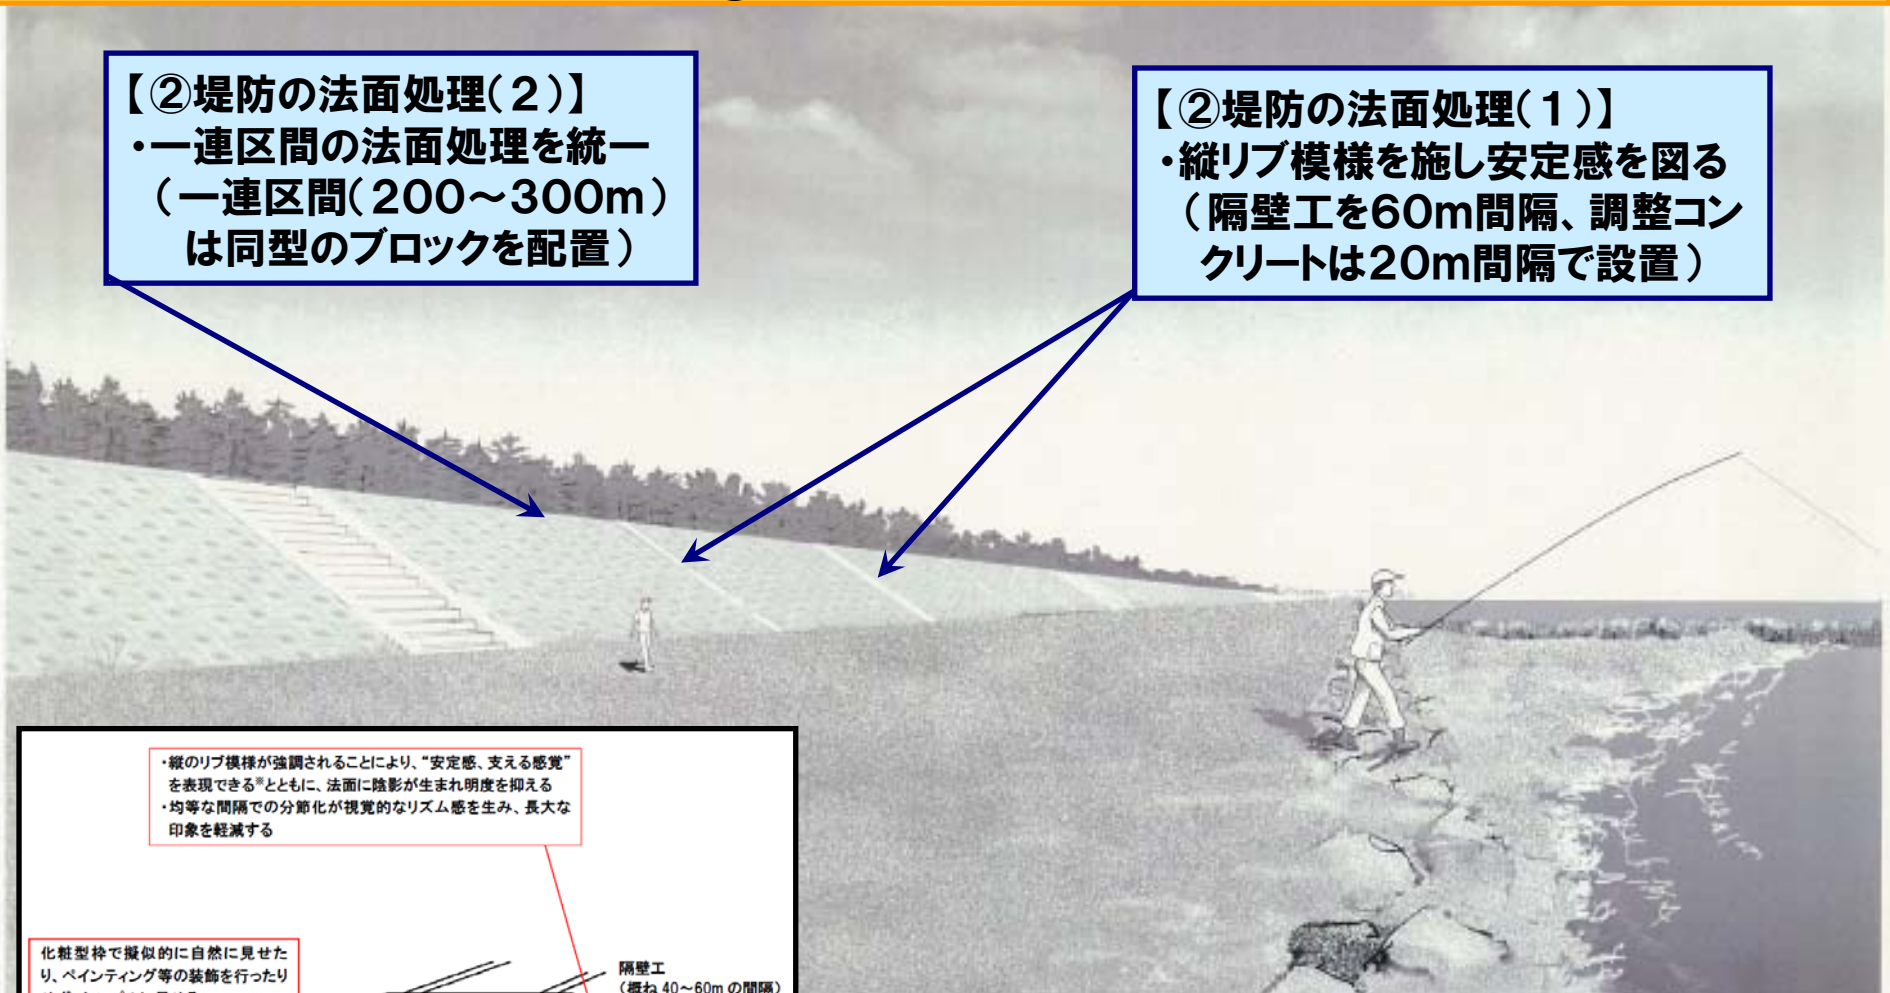 【②堤防の法面処理(2)】
・一連区間の法面処理を統一
(一連区間(200～300m)
は同型のブロックを配置)
【②堤防の法面処理(1)】
・縦リブ模様を施し安定感を図る
(隔壁工を60m間隔、調整コン
クリートは20m間隔で設置)
・縦のリブ模様が強調されることにより、“安定感、支える感覚”
を表現できる※とともに、法面に陰影が生まれ明度を抑える
・均等な間隔での分節化が視覚的なリズム感を生み、長大な
印象を軽減する
化粧型枠で擬似的に自然に見せた
り、ペインティング等の装飾を行ったり
隔壁工
(概ね40～60mの間隔)